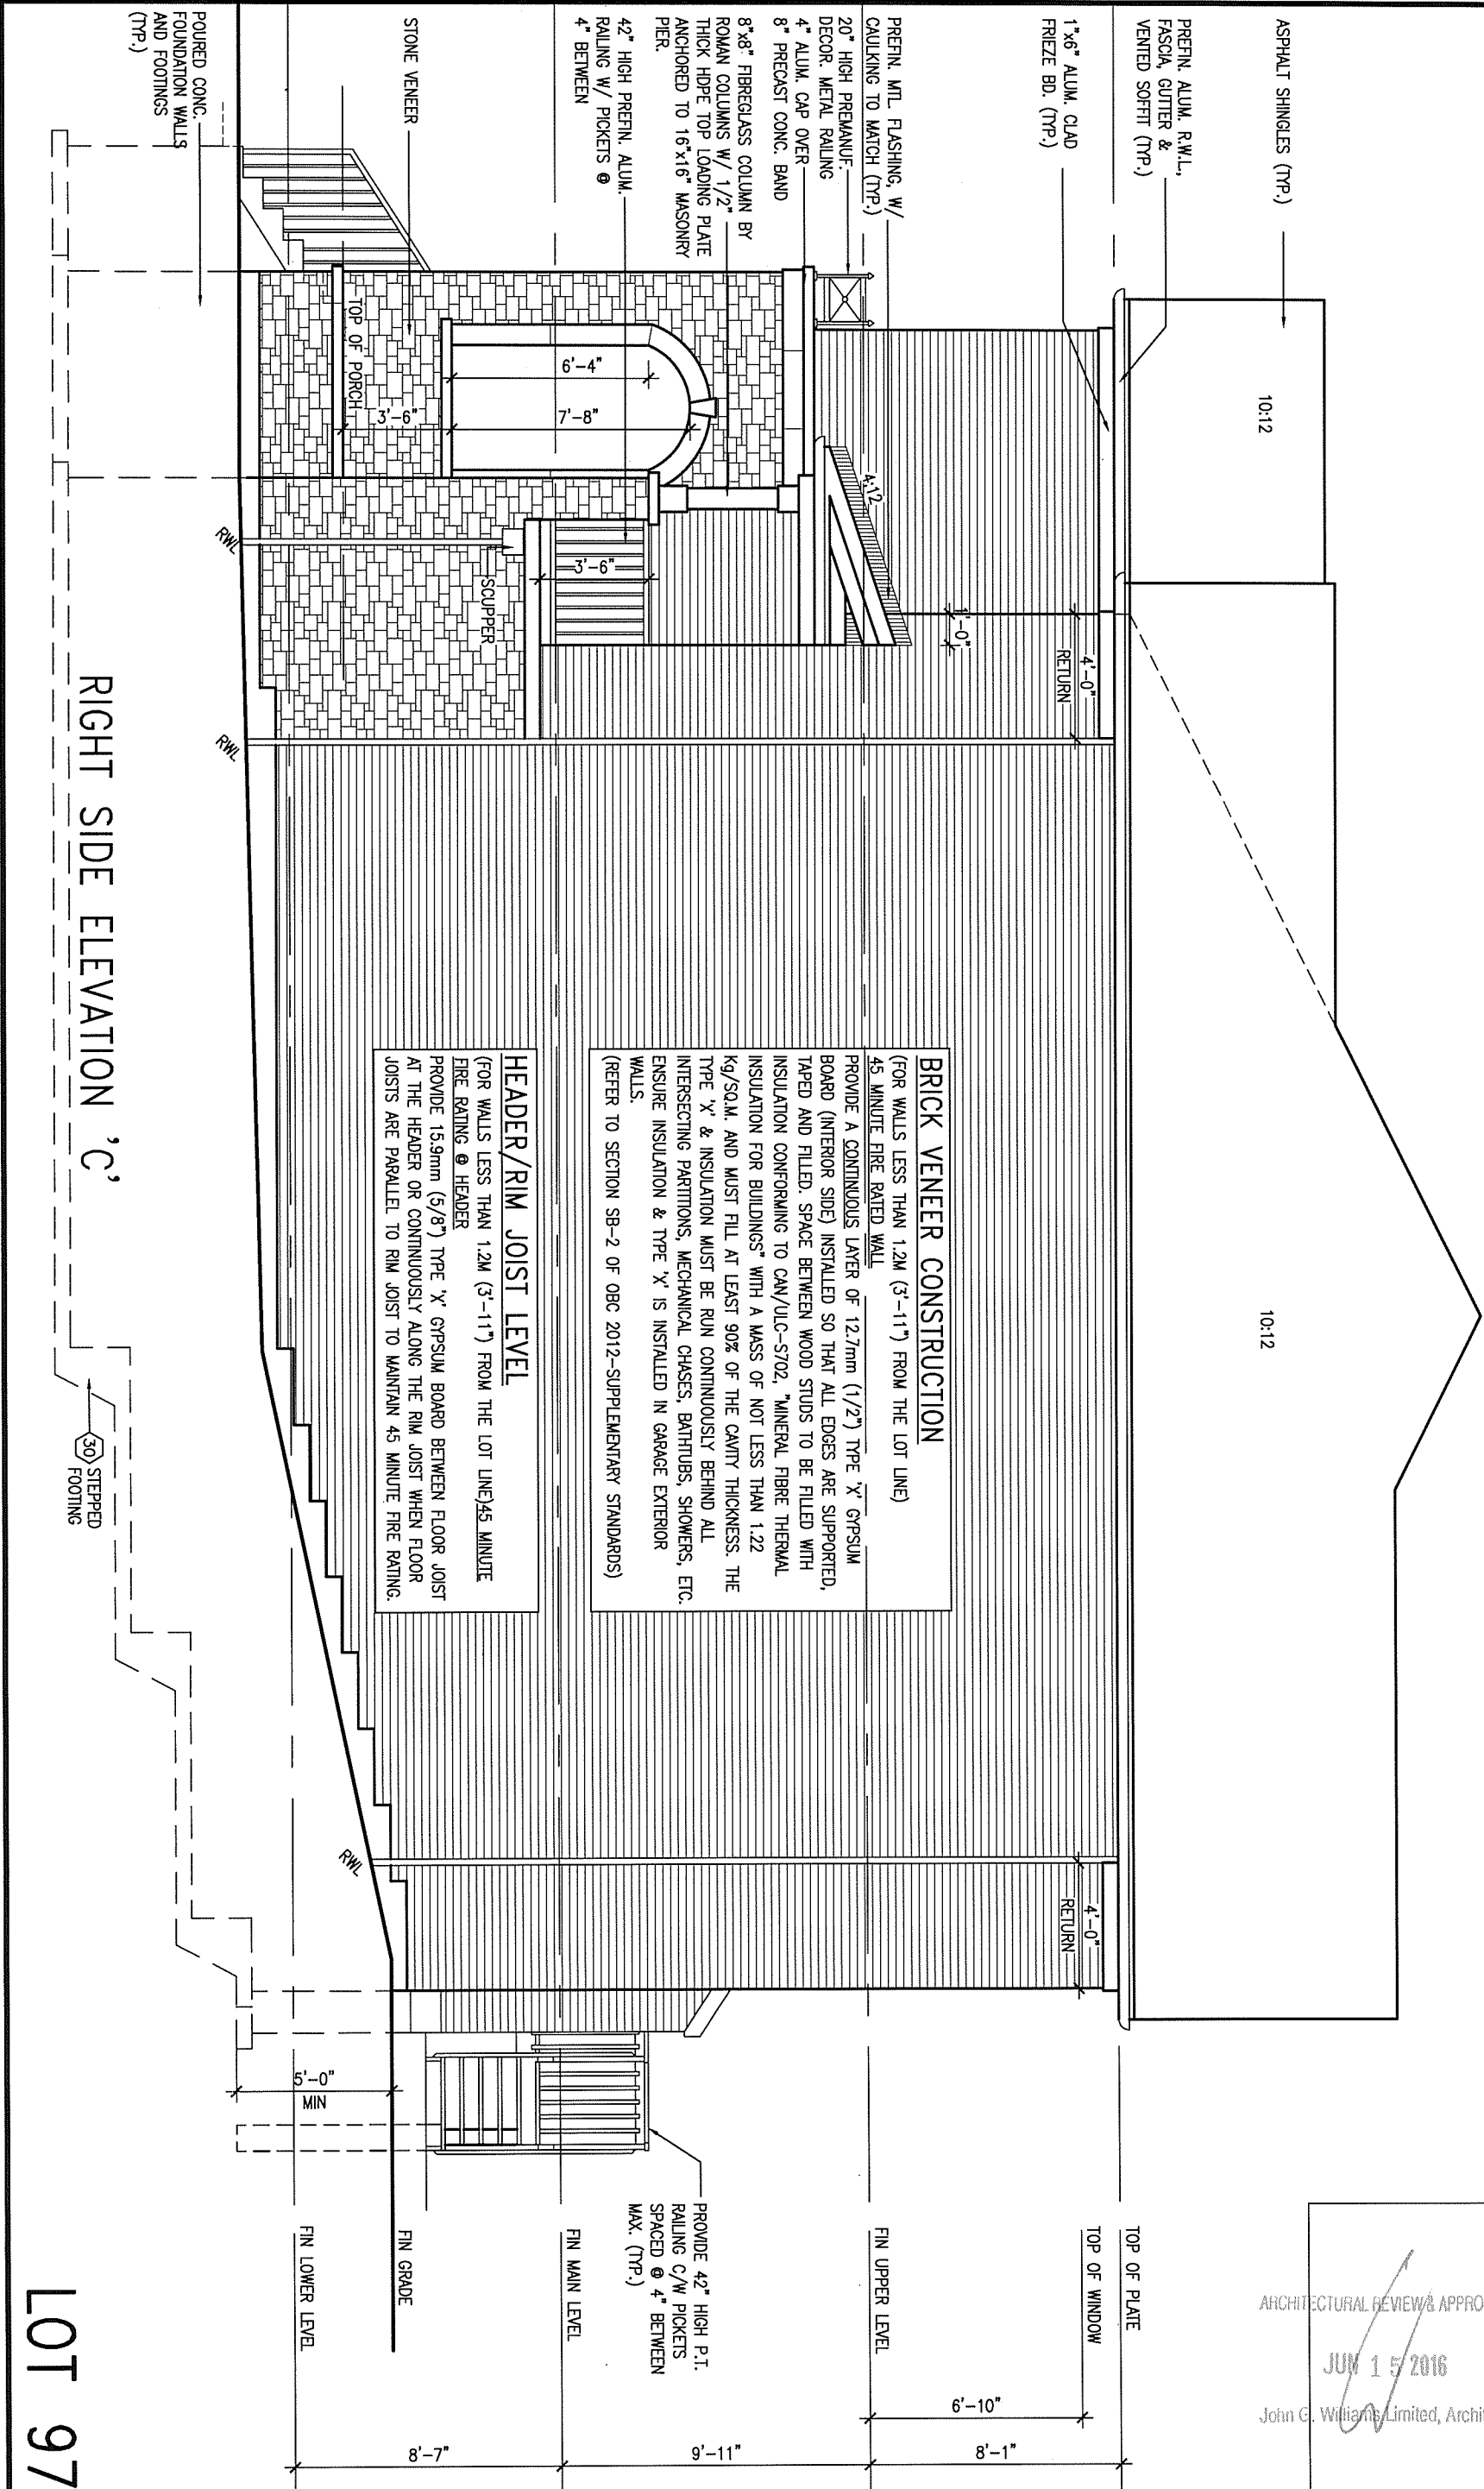 ASPHALT SHINGLES (TYP.)
PREFIN. ALUM. R.W.L.,
FASCIA, GUTTER &
VENTED SOFFIT (TYP.)
1"x6" ALUM. CLAD
FRIEZE BD. (TYP.)
PREFIN. MTL. FLASHING, W/
CAULKING TO MATCH (TYP.)
20" HIGH PREMANUF.
DECOR. METAL RAILING
4" ALUM. CAP OVER
8" PRECAST CONC. BAND
8"x8" FIBREGLASS COLUMN BY
ROMAN COLUMNS W/ 1/2"
THICK HDPE TOP LOADING PLATE
ANCHORED TO 16"x16" MASONRY
PIER.
42" HIGH PREFIN. ALUM.
RAILING W/ PICKETS @
4" BETWEEN
STONE VENEER
POURED CONC.
FOUNDATION WALLS
AND FOOTINGS
(TYP.)
10:12
10:12
4:12
4'-0"
RETURN
1'-0"
6'-4"
7'-8"
3'-6"
TOP OF PORCH
3'-6"
SCUPPER
RWL
RWL
BRICK VENEER CONSTRUCTION
(FOR WALLS LESS THAN 1.2M (3'-11") FROM THE LOT LINE)
45 MINUTE FIRE RATED WALL
PROVIDE A CONTINUOUS LAYER OF 12.7mm (1/2") TYPE 'X' GYPSUM
BOARD (INTERIOR SIDE) INSTALLED SO THAT ALL EDGES ARE SUPPORTED,
TAPED AND FILLED. SPACE BETWEEN WOOD STUDS TO BE FILLED WITH
INSULATION CONFORMING TO CAN/ULC-S702, "MINERAL FIBRE THERMAL
INSULATION FOR BUILDINGS" WITH A MASS OF NOT LESS THAN 1.22
Kg/SQ.M. AND MUST FILL AT LEAST 90% OF THE CAVITY THICKNESS. THE
TYPE 'X' & INSULATION MUST BE RUN CONTINUOUSLY BEHIND ALL
INTERSECTING PARTITIONS, MECHANICAL CHASES, BATHTUBS, SHOWERS, ETC.
ENSURE INSULATION & TYPE 'X' IS INSTALLED IN GARAGE EXTERIOR
WALLS.
(REFER TO SECTION SB-2 OF OBC 2012-SUPPLEMENTARY STANDARDS)
HEADER/RIM JOIST LEVEL
(FOR WALLS LESS THAN 1.2M (3'-11") FROM THE LOT LINE)45 MINUTE
FIRE RATING @ HEADER
PROVIDE 15.9mm (5/8") TYPE 'X' GYPSUM BOARD BETWEEN FLOOR JOIST
AT THE HEADER OR CONTINUOUSLY ALONG THE RIM JOIST WHEN FLOOR
JOISTS ARE PARALLEL TO RIM JOIST TO MAINTAIN 45 MINUTE FIRE RATING.
4'-0"
RETURN
RWL
30 STEPPED
FOOTING
5'-0"
MIN
PROVIDE 42" HIGH P.T.
RAILING C/W PICKETS
SPACED @ 4" BETWEEN
MAX. (TYP.)
TOP OF PLATE
TOP OF WINDOW
FIN UPPER LEVEL
FIN MAIN LEVEL
FIN GRADE
FIN LOWER LEVEL
6'-10"
8'-1"
9'-11"
8'-7"
RIGHT SIDE ELEVATION 'C'
LOT 97
ARCHITECTURAL REVIEW & APPRO
JUN 15 2016
John G. Williams Limited, Archi